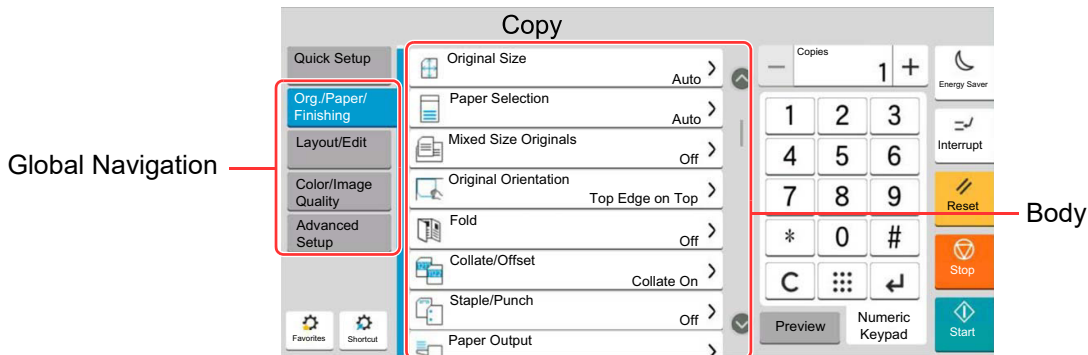 Copy
Global Navigation
Quick Setup
Org./Paper/
Finishing
Layout/Edit
Color/Image
Quality
Advanced
Setup
Favorites
Shortcut
Original Size
Auto
Paper Selection
Auto
Mixed Size Originals
Off
Original Orientation
Top Edge on Top
Fold
Off
Collate/Offset
Collate On
Staple/Punch
Off
Paper Output
Copies
− 1 +
1 2 3
4 5 6
7 8 9
* 0 #
C
Preview
Numeric
Keypad
Energy Saver
Interrupt
Reset
Stop
Start
Body